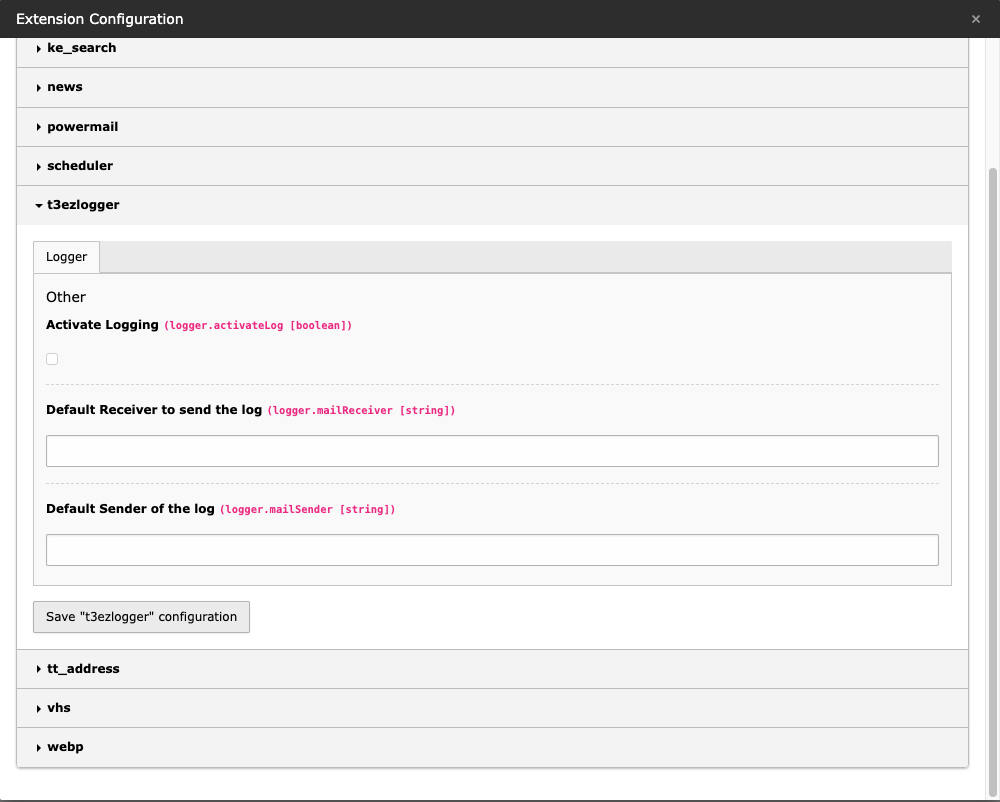 Extension Configuration
ke_search
news
powermail
scheduler
t3ezlogger
Logger
Other
Activate Logging (logger.activateLog [boolean])
Default Receiver to send the log (logger.mailReceiver [string])
Default Sender of the log (logger.mailSender [string])
Save "t3ezlogger" configuration
tt_address
vhs
webp